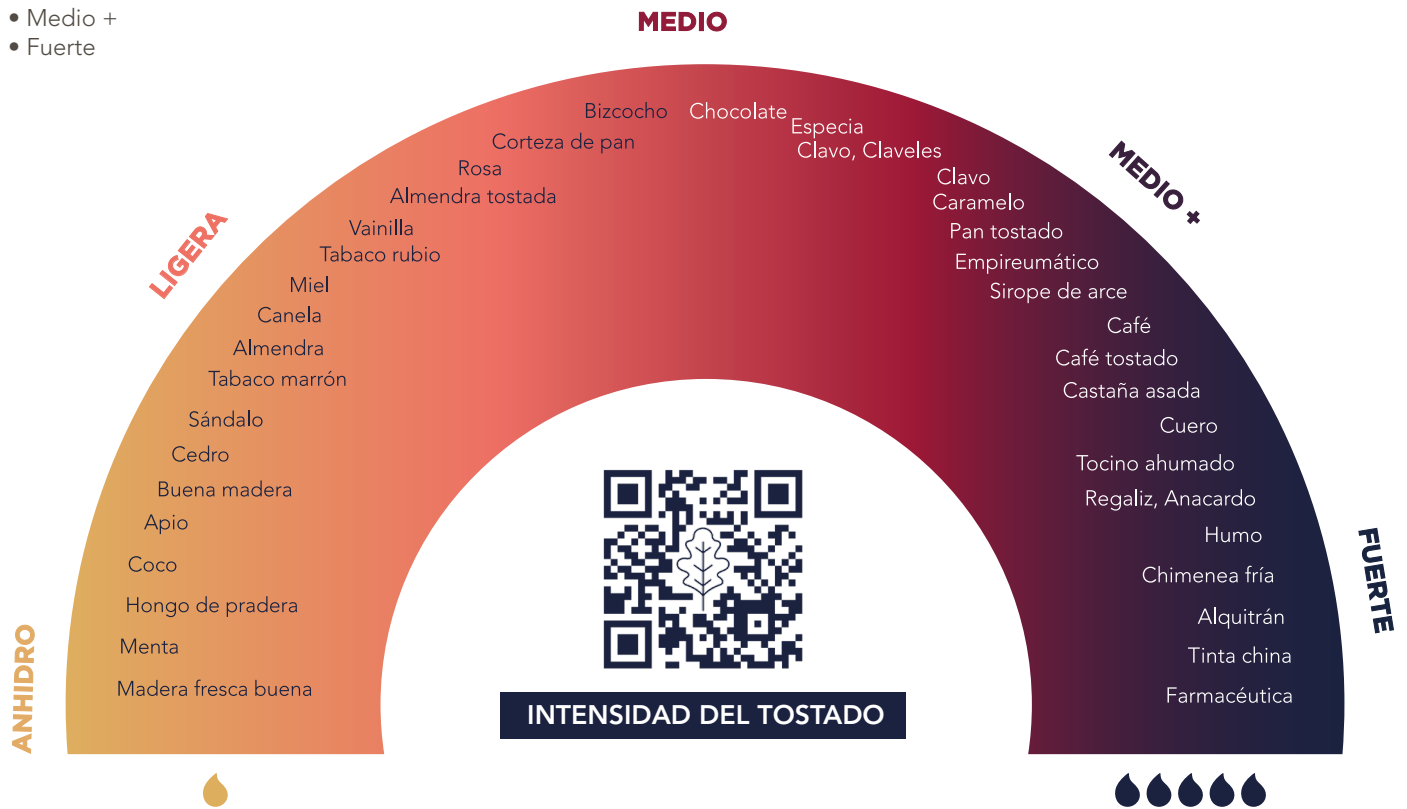 • Medio +
• Fuerte
MEDIO
MEDIO +
LIGERA
FUERTE
ANHIDRO
Bizcocho
Corteza de pan
Rosa
Almendra tostada
Vainilla
Tabaco rubio
Miel
Canela
Almendra
Tabaco marrón
Sándalo
Cedro
Buena madera
Apio
Coco
Hongo de pradera
Menta
Madera fresca buena
Chocolate
Especia
Clavo, Claveles
Clavo
Caramelo
Pan tostado
Empireumático
Sirope de arce
Café
Café tostado
Castaña asada
Cuero
Tocino ahumado
Regaliz, Anacardo
Humo
Chimenea fría
Alquitrán
Tinta china
Farmacéutica
INTENSIDAD DEL TOSTADO